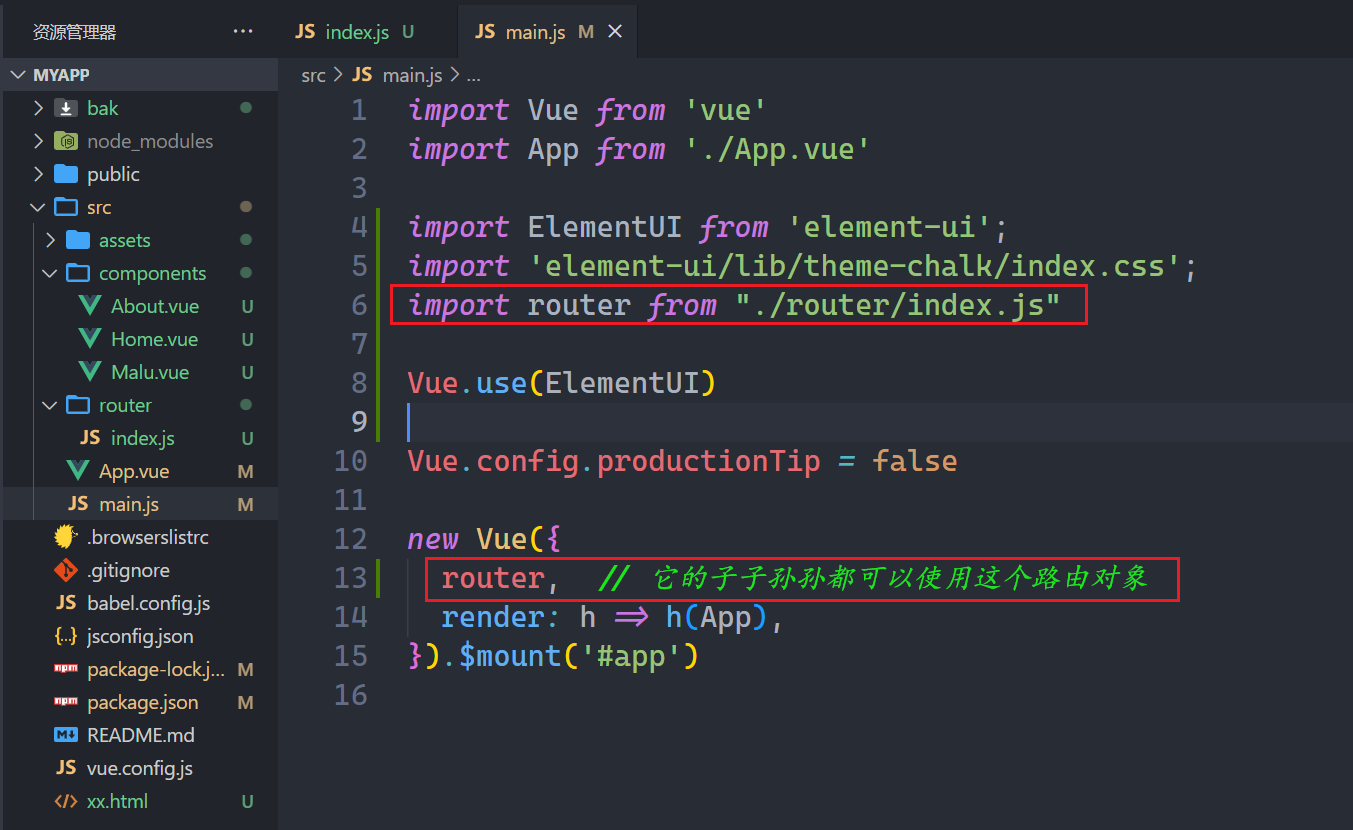 资源管理器 ...
MYAPP
bak
node_modules
public
src
assets
components
About.vue U
Home.vue U
Malu.vue U
router
JS index.js U
App.vue M
JS main.js M
.browserslistrc
.gitignore
JS babel.config.js
{..} jsconfig.json
npm package-lock.j... M
npm package.json M
M↓ README.md
JS vue.config.js
</> xx.html U
JS index.js U JS main.js M ×
src > JS main.js > ...
1 import Vue from 'vue'
2 import App from './App.vue'
3
4 import ElementUI from 'element-ui';
5 import 'element-ui/lib/theme-chalk/index.css';
6 import router from "./router/index.js"
7
8 Vue.use(ElementUI)
9
10 Vue.config.productionTip = false
11
12 new Vue({
13 router, // 它的子子孙孙都可以使用这个路由对象
14 render: h => h(App),
15 }).$mount('#app')
16